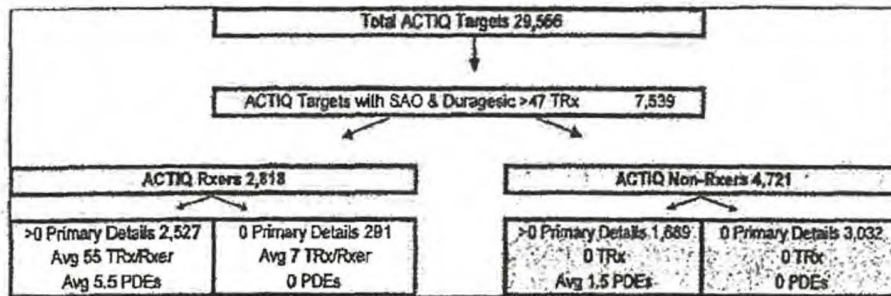 Total ACTIQ Targets 29,566
ACTIQ Targets with SAO & Duragesic >47 TRx 7,539
ACTIQ Rxers 2,818
ACTIQ Non-Rxers 4,721
>0 Primary Details 2,527
Avg 55 TRx/Rxer
Avg 5.5 PDEs
0 Primary Details 291
Avg 7 TRx/Rxer
0 PDEs
>0 Primary Details 1,689
0 TRx
Avg 1.5 PDEs
0 Primary Details 3,032
0 TRx
0 PDEs